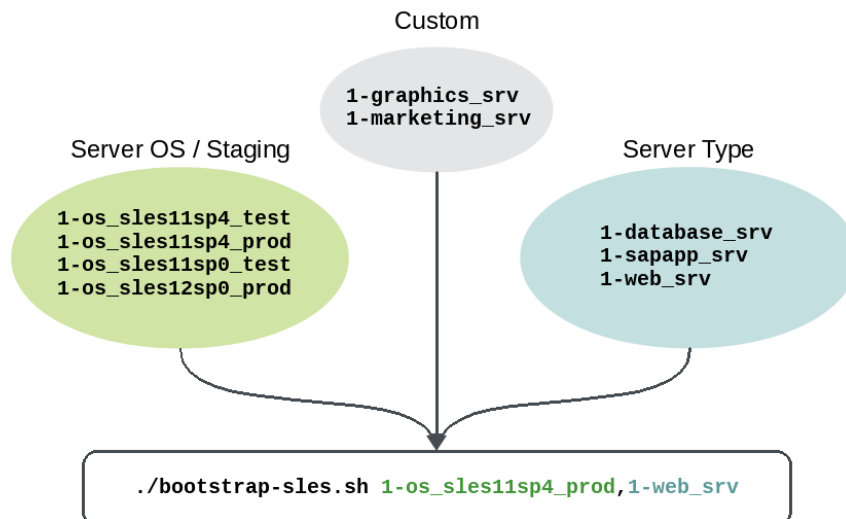 Custom
1-graphics_srv
1-marketing_srv
Server OS / Staging
1-os_sles11sp4_test
1-os_sles11sp4_prod
1-os_sles11sp0_test
1-os_sles12sp0_prod
Server Type
1-database_srv
1-sapapp_srv
1-web_srv
./bootstrap-sles.sh 1-os_sles11sp4_prod,1-web_srv